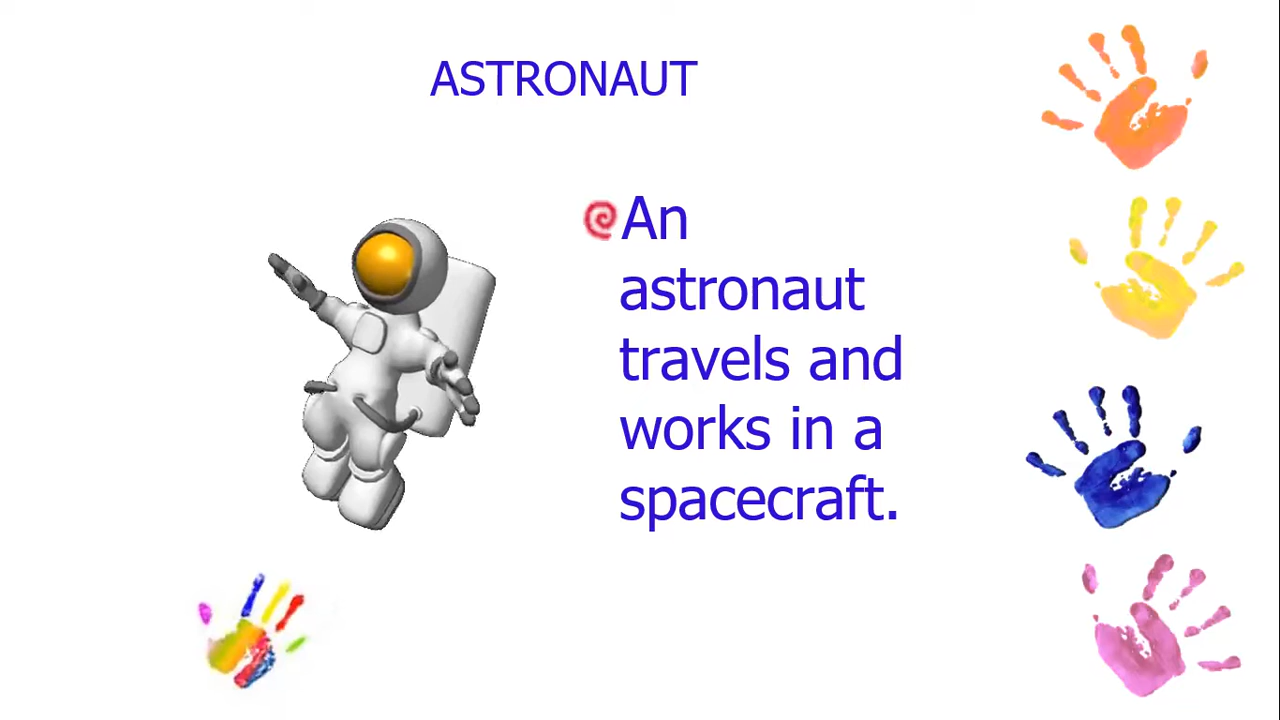 ASTRONAUT
An
astronaut
travels and
works in a
spacecraft.